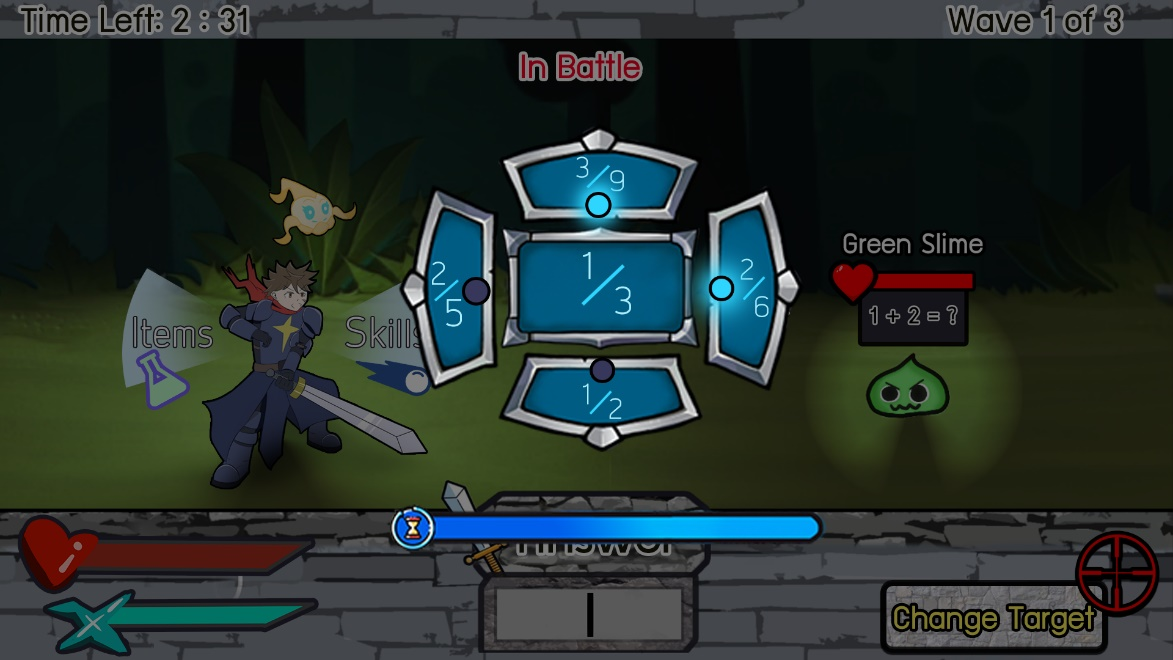 Time Left: 2 : 31
Wave 1 of 3
In Battle
3/9
2/5
1/3
2/6
1/2
Green Slime
1 + 2 = ?
Items
Skills
Answer
Change Target